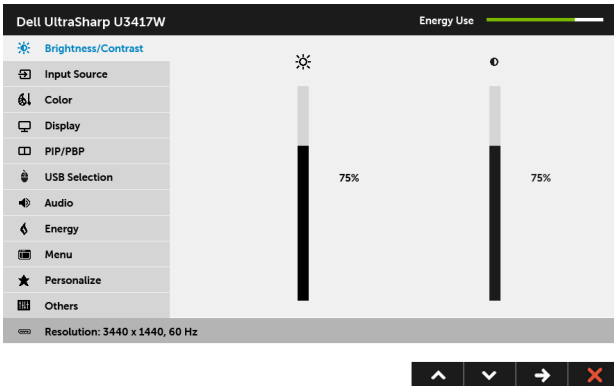 Dell UltraSharp U3417W
Energy Use
Brightness/Contrast
Input Source
Color
Display
PIP/PBP
USB Selection
Audio
Energy
Menu
Personalize
Others
75%
75%
Resolution: 3440 x 1440, 60 Hz